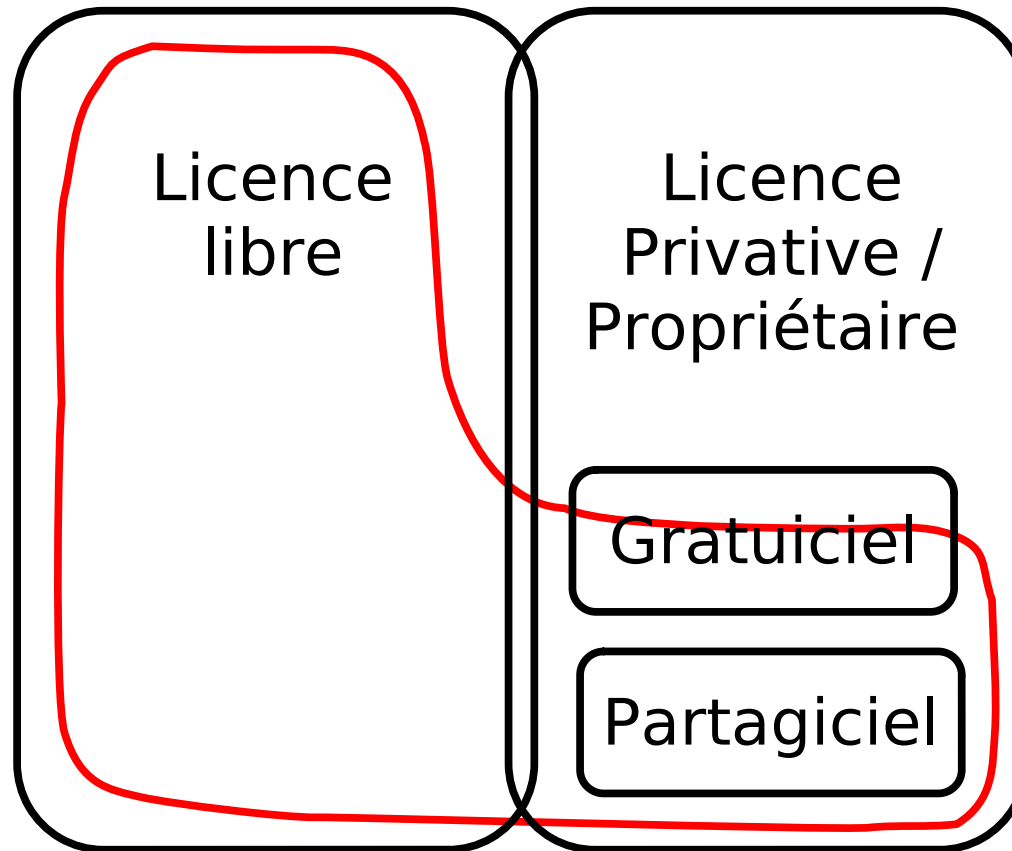 Licence
libre
Licence
Privative /
Propriétaire
Gratuiciel
Partagiciel